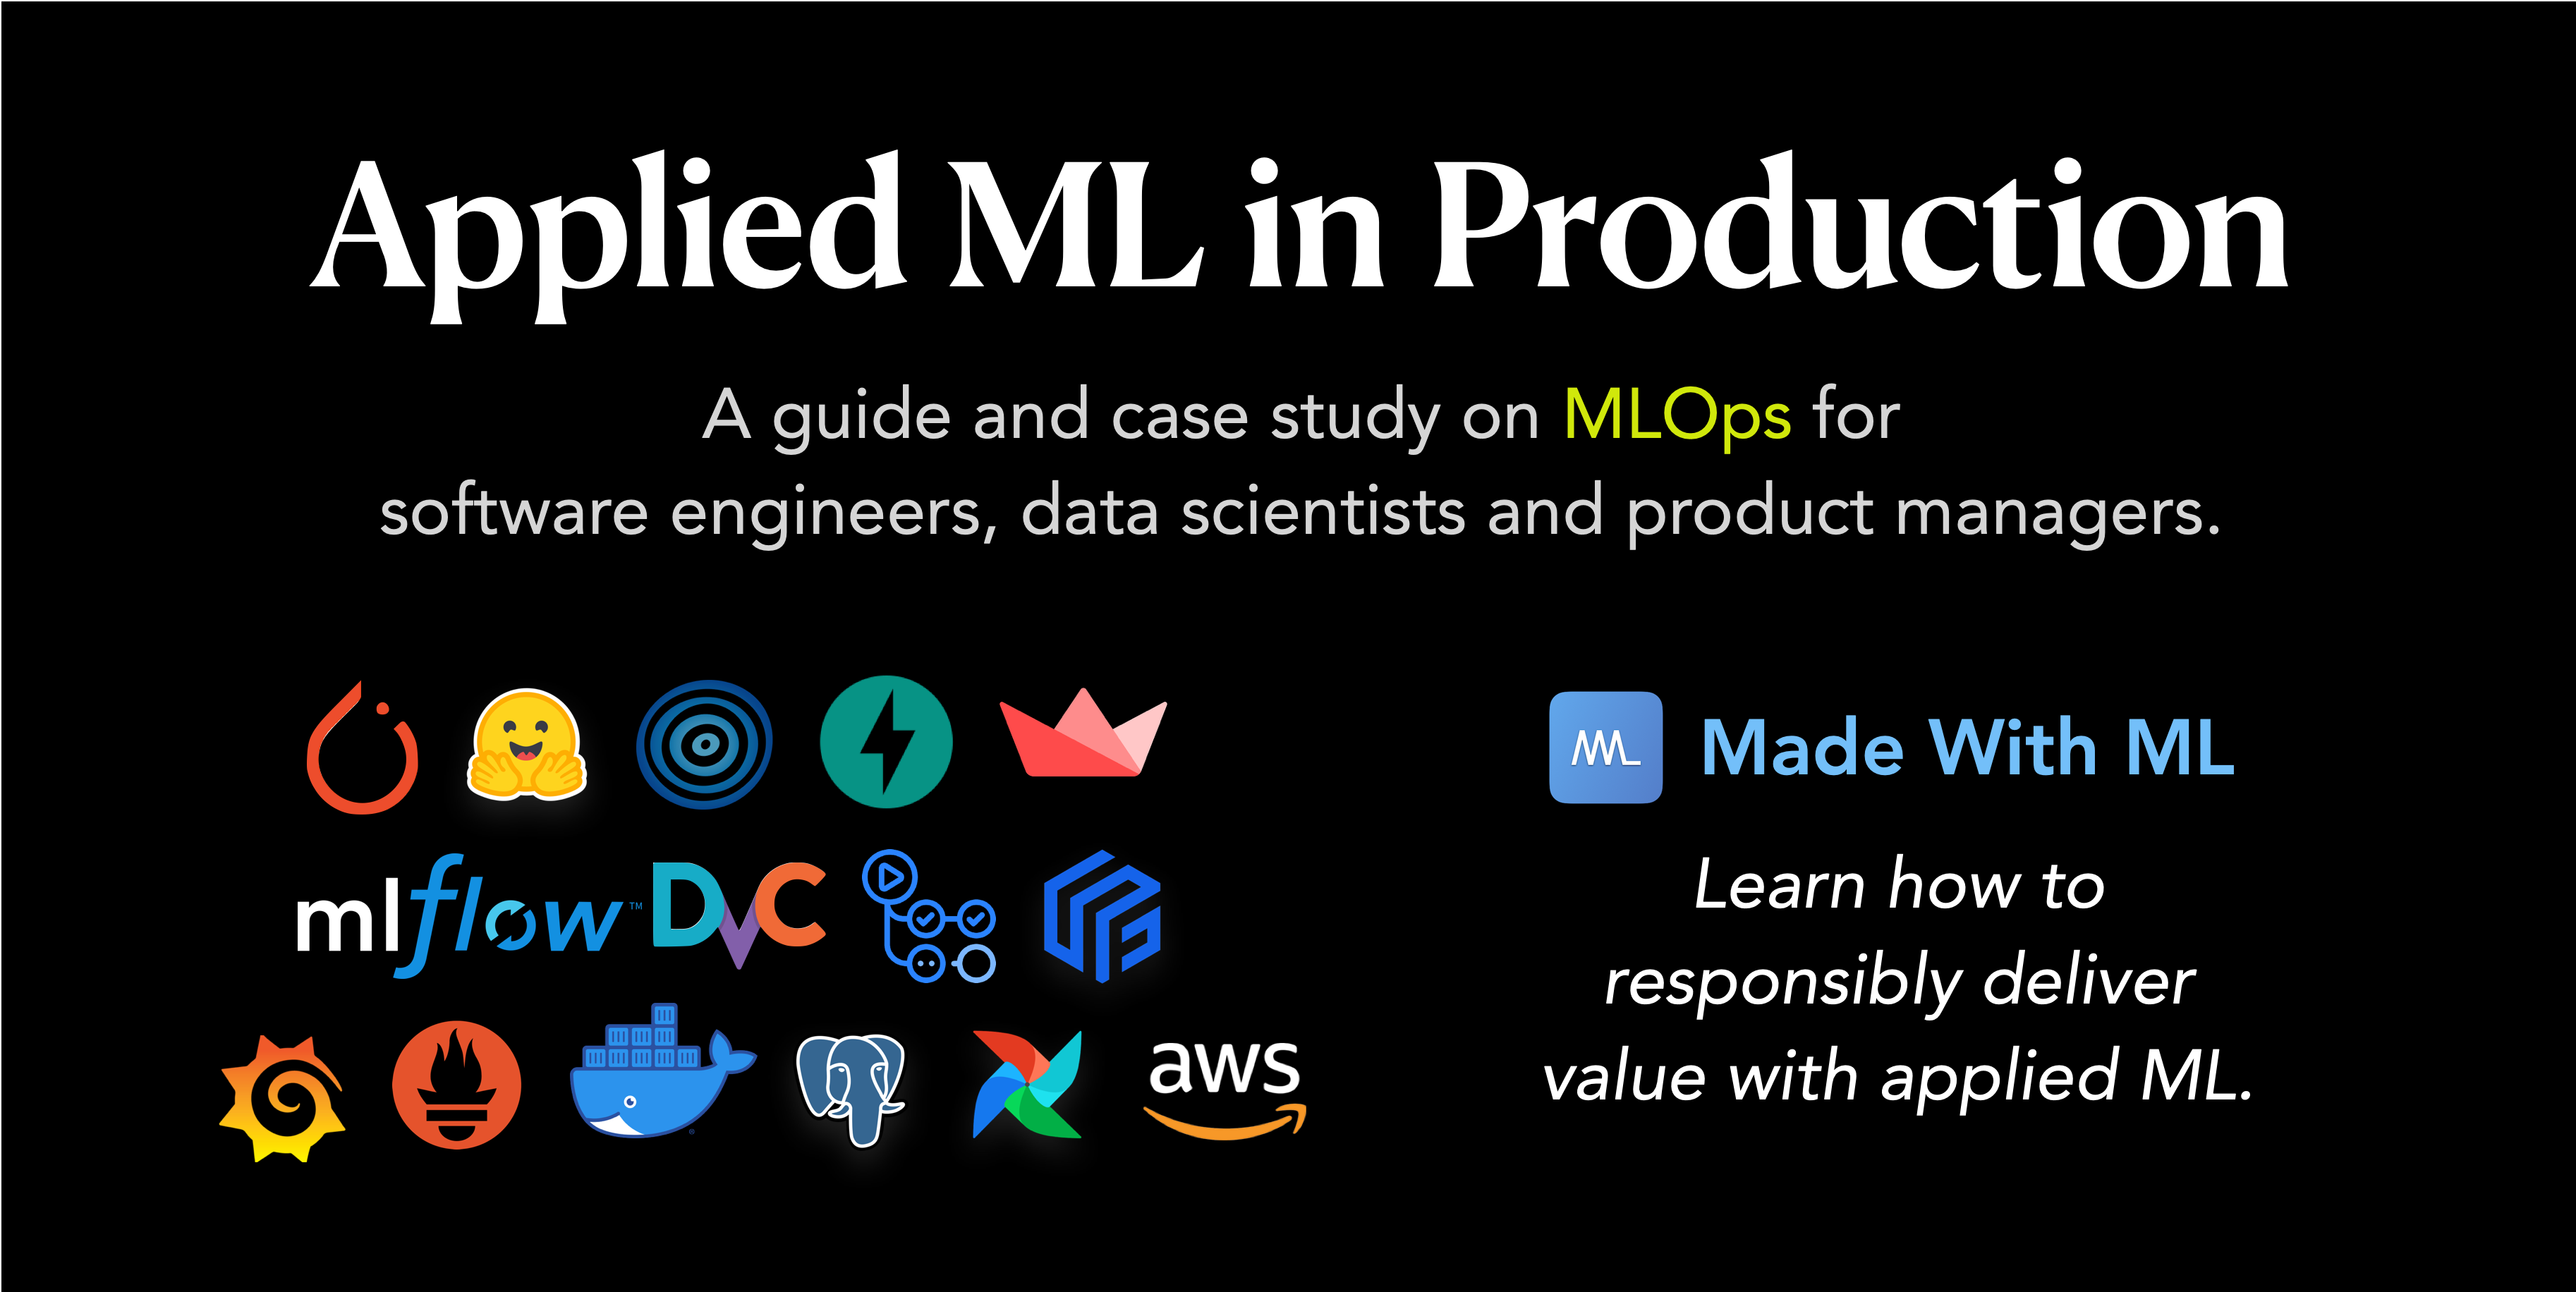 Applied ML in Production
A guide and case study on MLOps for
software engineers, data scientists and product managers.
mlflow™
DVC
aws
ML
Made With ML
Learn how to
responsibly deliver
value with applied ML.